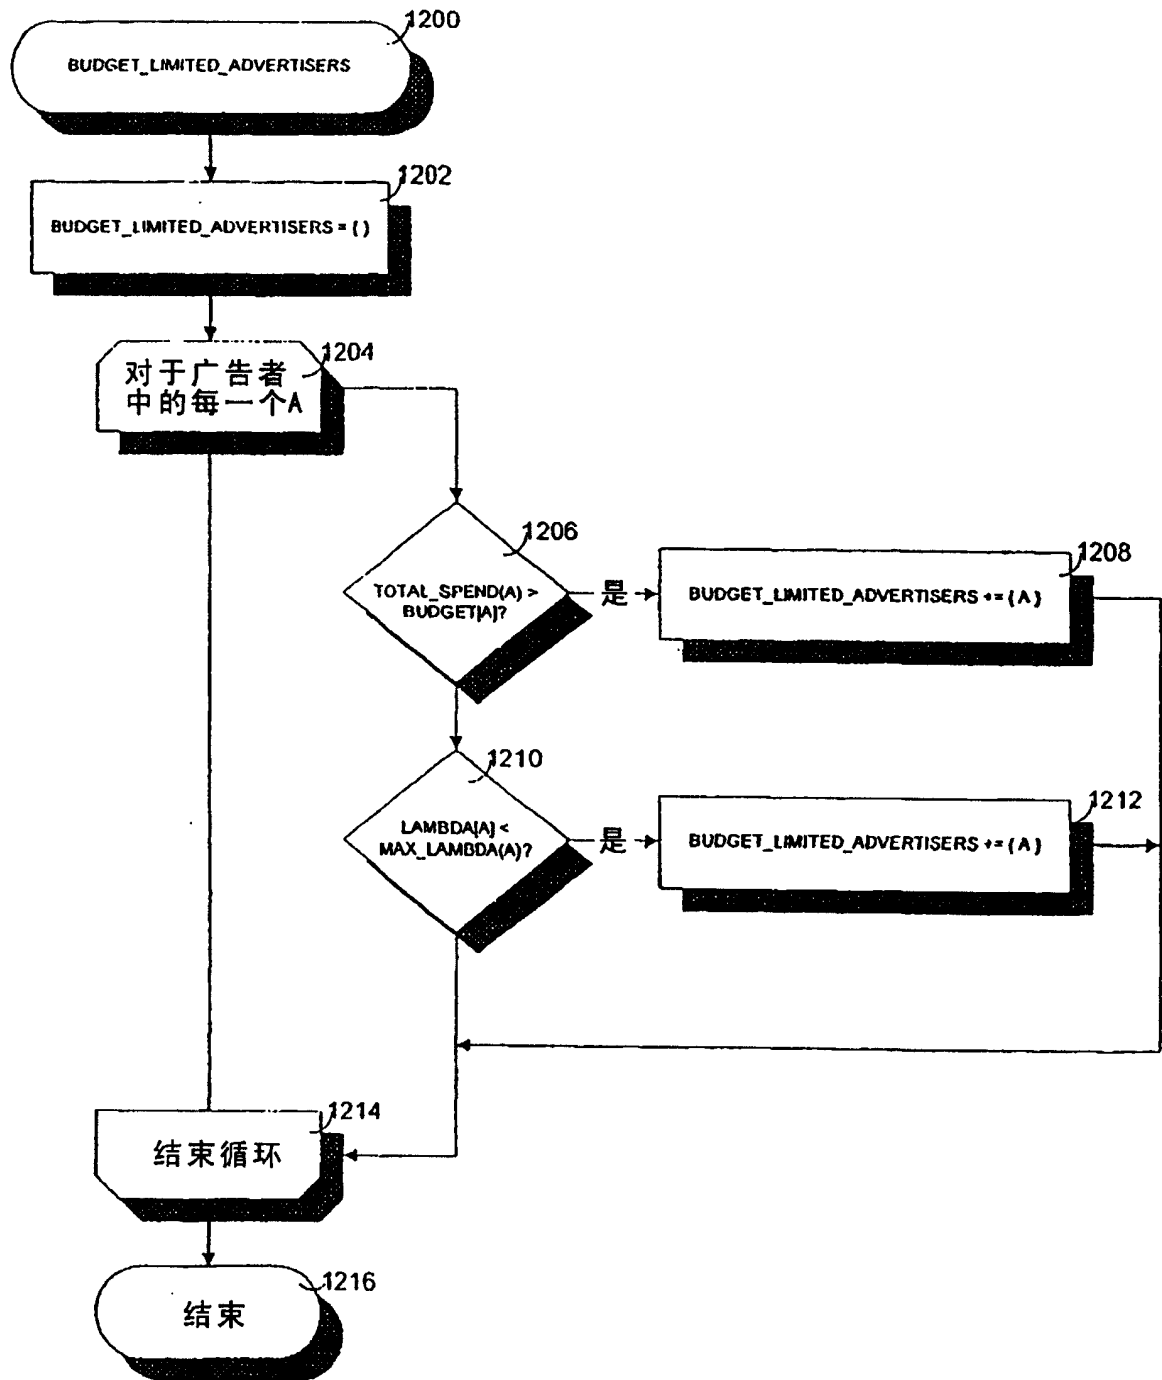 1200
BUDGET_LIMITED_ADVERTISERS
1202
BUDGET_LIMITED_ADVERTISERS = { }
1204
对于广告者
中的每一个A
1206
TOTAL_SPEND(A) >
BUDGET[A]?
是
1208
BUDGET_LIMITED_ADVERTISERS += { A }
1210
LAMBDA[A] <
MAX_LAMBDA(A)?
是
1212
BUDGET_LIMITED_ADVERTISERS += { A }
1214
结束循环
1216
结束